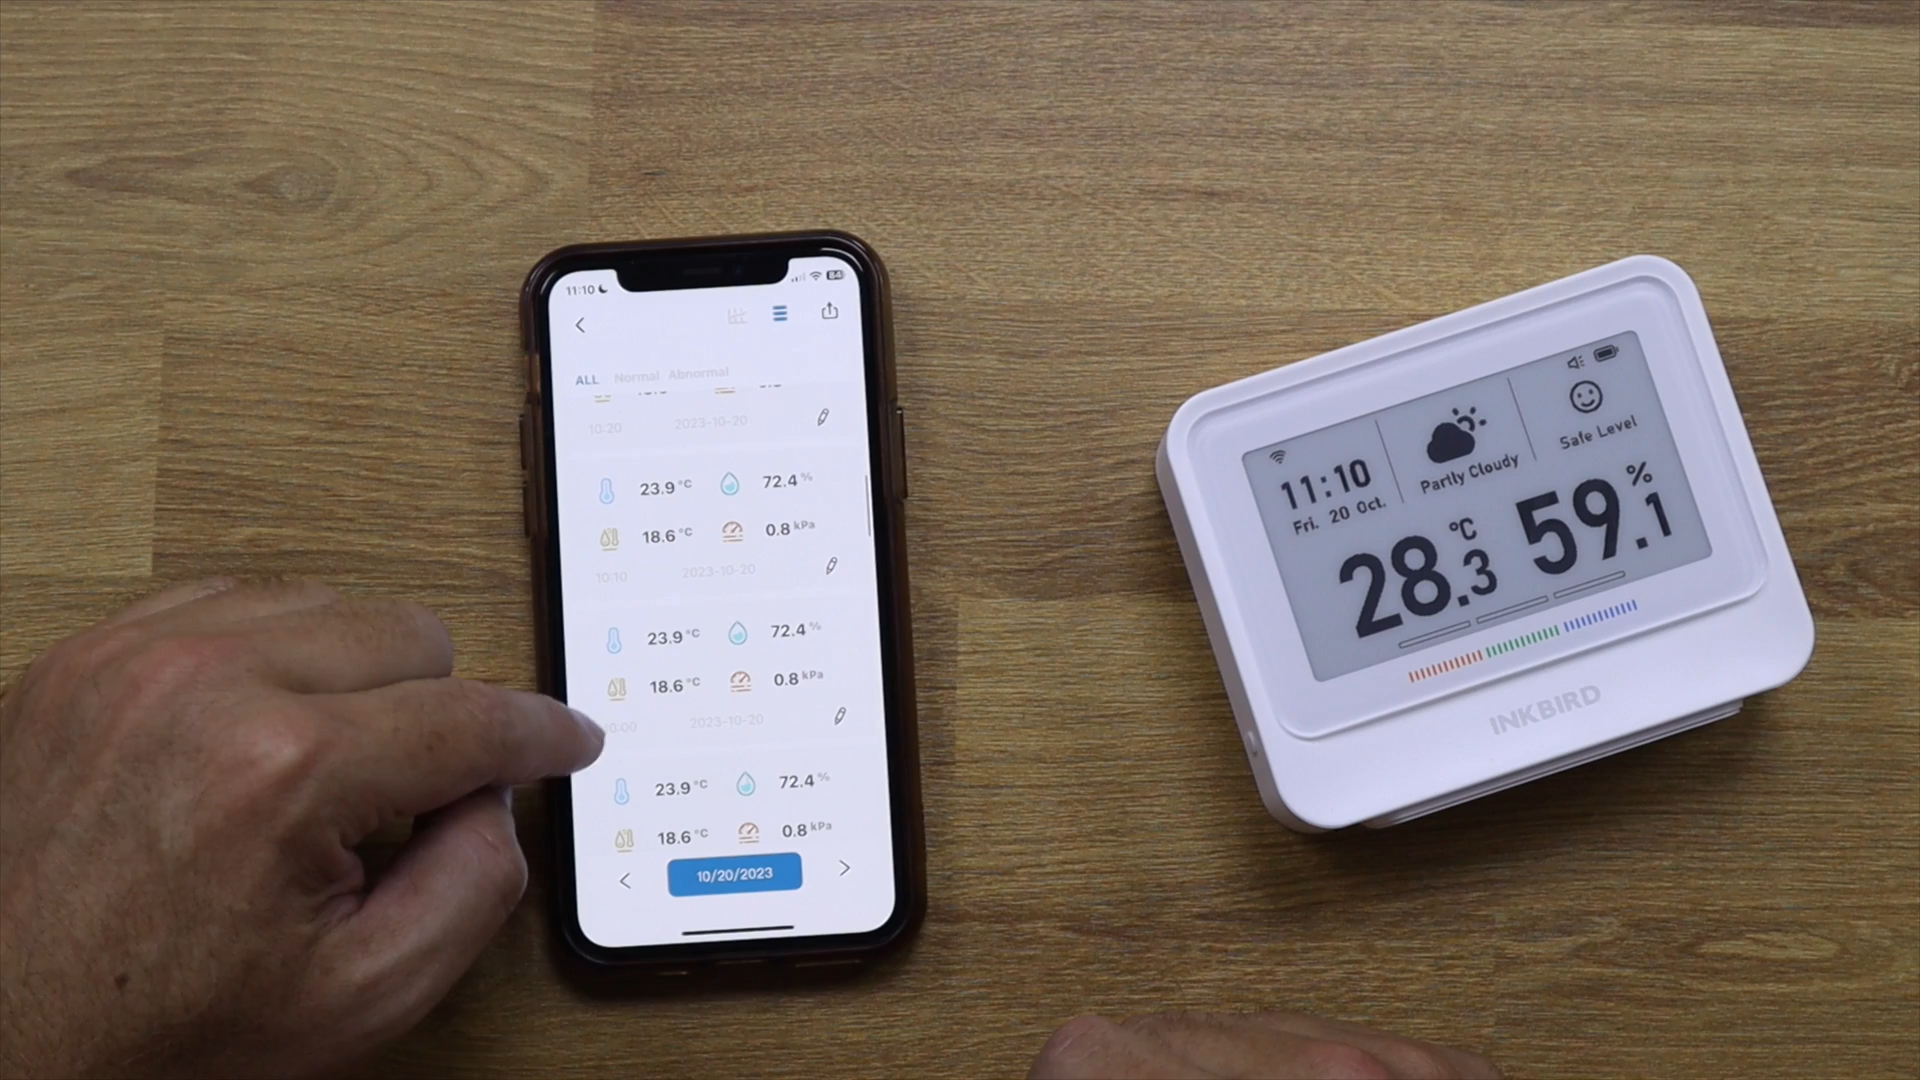 11:10
84
ALL Normal Abnormal
10:20 2023-10-20
23.9 °C 72.4 %
18.6 °C 0.8 kPa
10:10 2023-10-20
23.9 °C 72.4 %
18.6 °C 0.8 kPa
2023-10-20
23.9 °C 72.4 %
18.6 °C 0.8 kPa
10/20/2023
11:10
Fri. 20 Oct.
Partly Cloudy
Safe Level
28.3 °C 59.1 %
INKBIRD